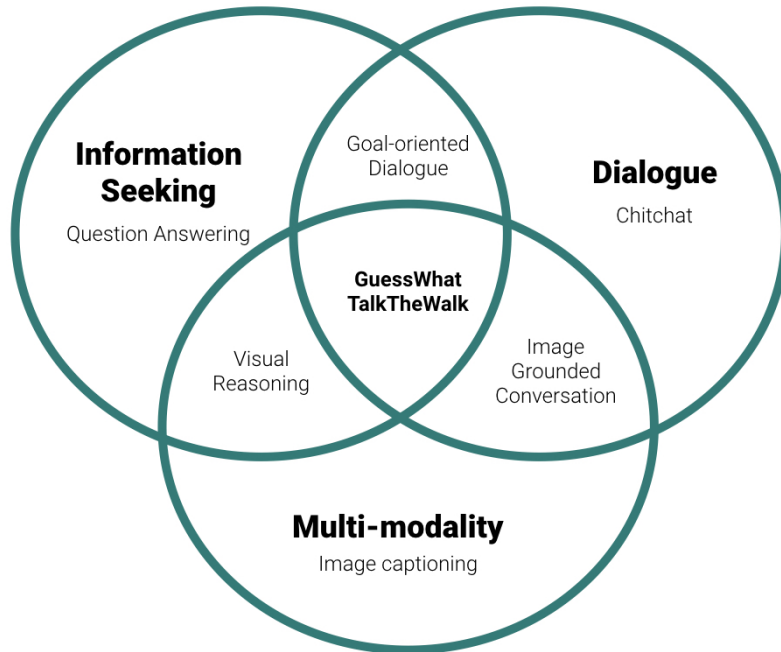 Information
Seeking
Question Answering
Goal-oriented
Dialogue
Dialogue
Chitchat
GuessWhat
TalkTheWalk
Visual
Reasoning
Image
Grounded
Conversation
Multi-modality
Image captioning